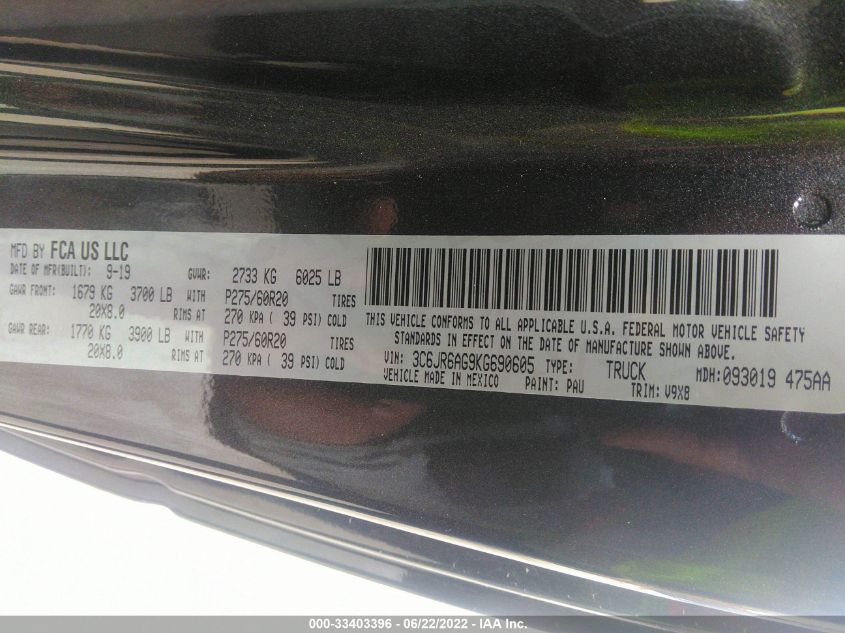 MFD BY FCA US LLC
DATE OF MFR(BUILT): 9-19 GVWR: 2733 KG 6025 LB
GAWR FRONT: 1679 KG 3700 LB WITH P275/60R20 TIRES
20X8.0 RIMS AT 270 KPA ( 39 PSI) COLD
GAWR REAR: 1770 KG 3900 LB WITH P275/60R20 TIRES
20X8.0 RIMS AT 270 KPA ( 39 PSI) COLD
THIS VEHICLE CONFORMS TO ALL APPLICABLE U.S.A. FEDERAL MOTOR VEHICLE SAFETY
STANDARDS IN EFFECT ON THE DATE OF MANUFACTURE SHOWN ABOVE.
VIN: 3C6JR6AG9KG690605 TYPE: TRUCK MDH: 093019 475AA
VEHICLE MADE IN MEXICO PAINT: PAU TRIM: V9X8
000-33403396 - 06/22/2022 - IAA Inc.